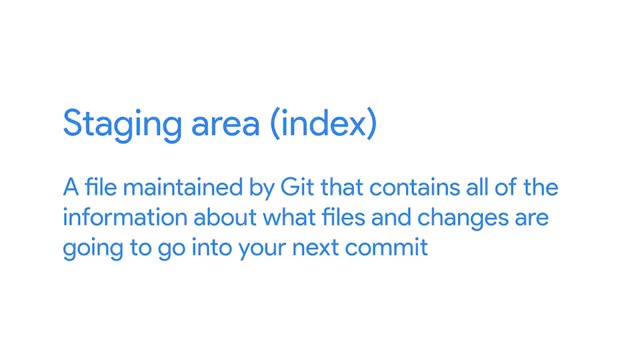 Staging area (index)
A file maintained by Git that contains all of the
information about what files and changes are
going to go into your next commit